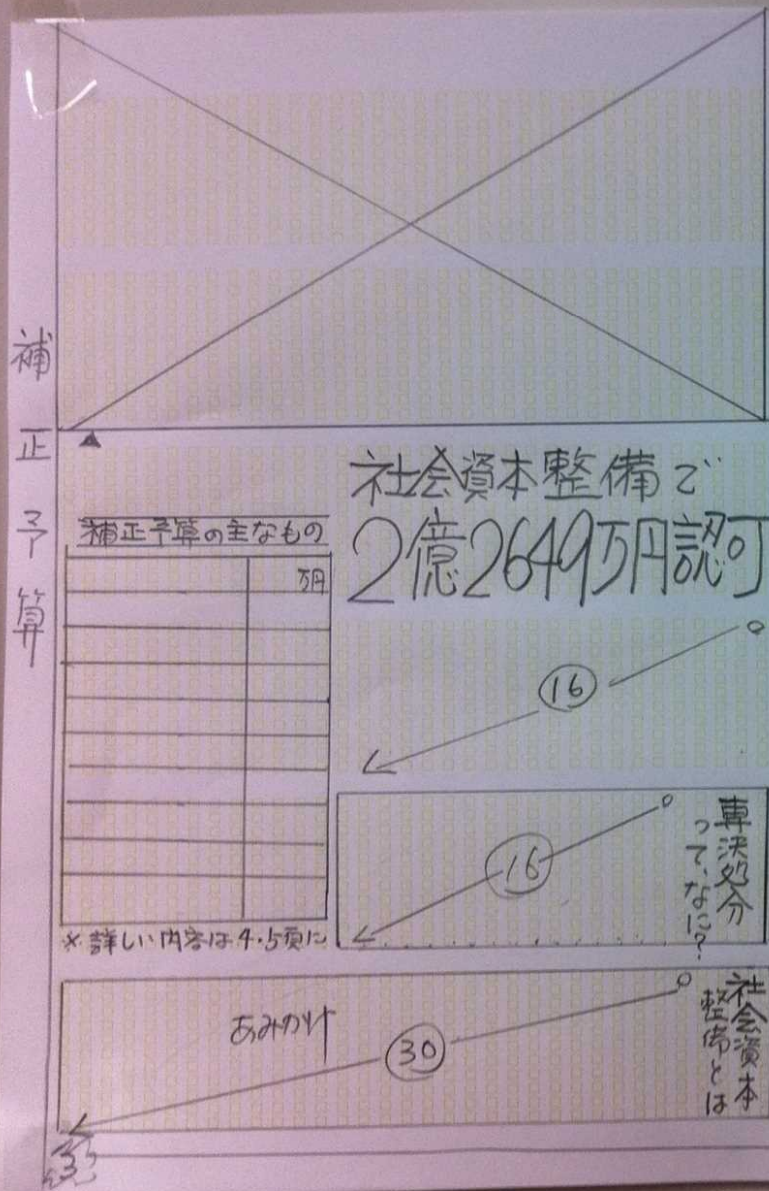 補正予算
社会資本整備で
2億2649万円認可
補正予算の主なもの
万円
※詳しい内容は4・5頁に
16
専決処分
って、なに?
16
社会資本
整備とは
あみかけ
30